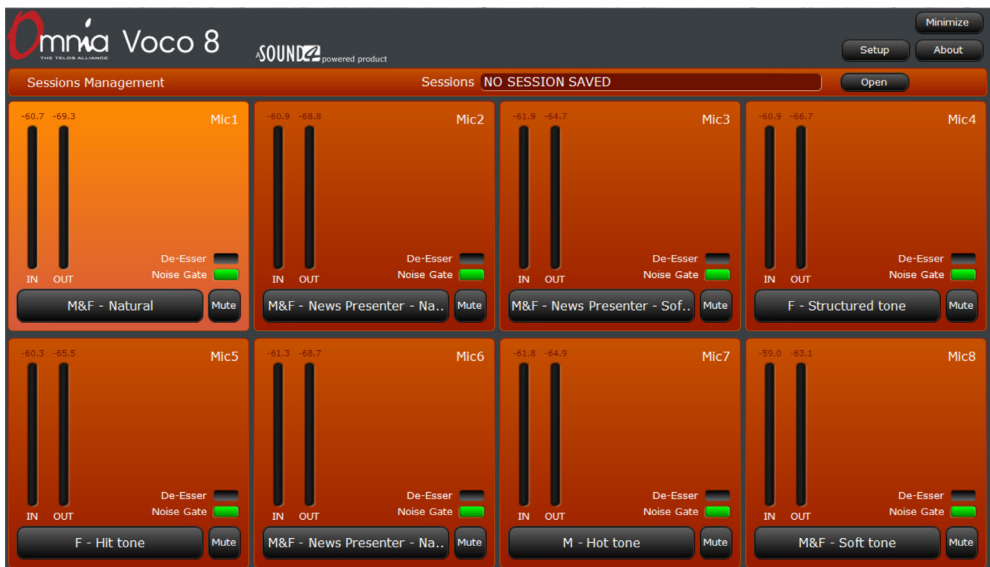 Omnia Voco 8
THE TELOS ALLIANCE
SOUND4 powered product
Minimize
Setup About
Sessions Management Sessions NO SESSION SAVED Open
-60.7 -69.3 Mic1
De-Esser
IN OUT Noise Gate
M&F - Natural Mute
-60.9 -68.8 Mic2
De-Esser
IN OUT Noise Gate
M&F - News Presenter - Na.. Mute
-61.9 -64.7 Mic3
De-Esser
IN OUT Noise Gate
M&F - News Presenter - Sof.. Mute
-60.9 -66.7 Mic4
De-Esser
IN OUT Noise Gate
F - Structured tone Mute
-60.3 -65.5 Mic5
De-Esser
IN OUT Noise Gate
F - Hit tone Mute
-61.3 -68.7 Mic6
De-Esser
IN OUT Noise Gate
M&F - News Presenter - Na.. Mute
-61.8 -64.9 Mic7
De-Esser
IN OUT Noise Gate
M - Hot tone Mute
-59.0 -63.1 Mic8
De-Esser
IN OUT Noise Gate
M&F - Soft tone Mute